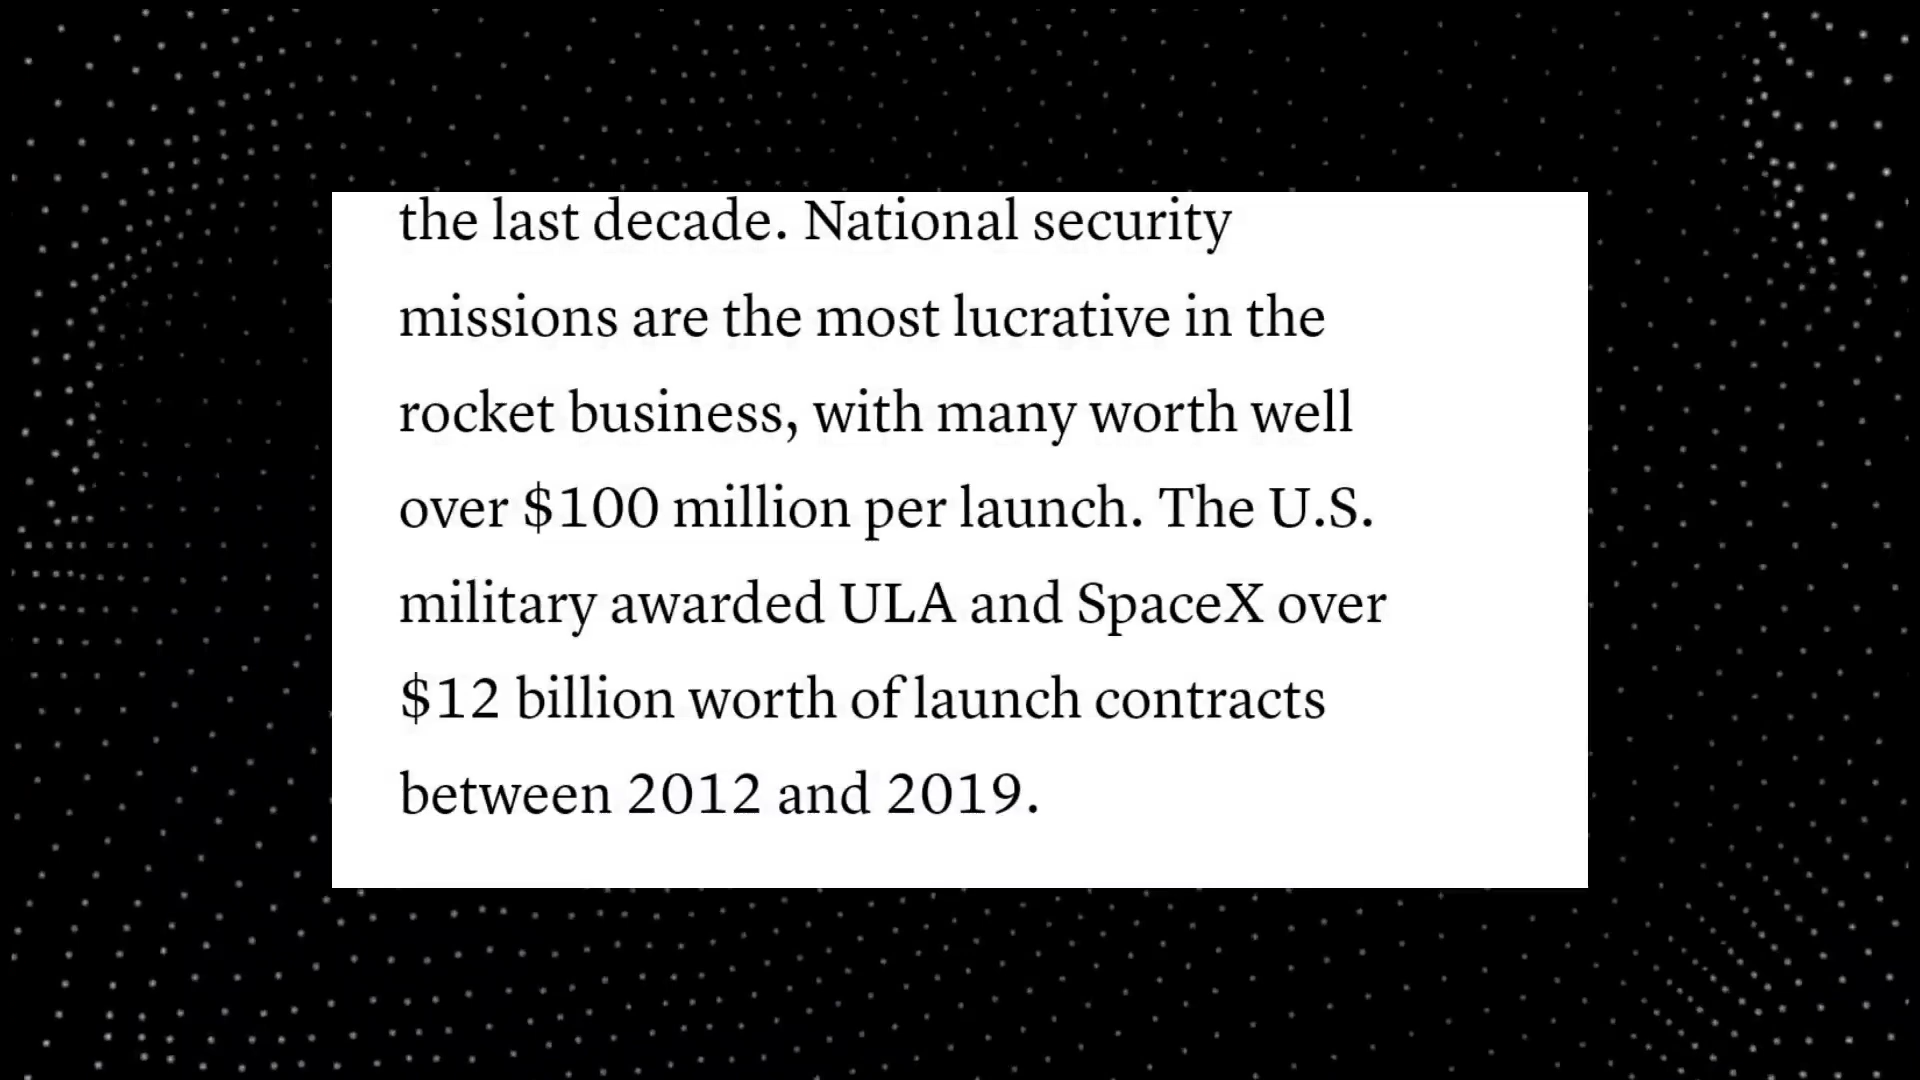 the last decade. National security
missions are the most lucrative in the
rocket business, with many worth well
over $100 million per launch. The U.S.
military awarded ULA and SpaceX over
$12 billion worth of launch contracts
between 2012 and 2019.